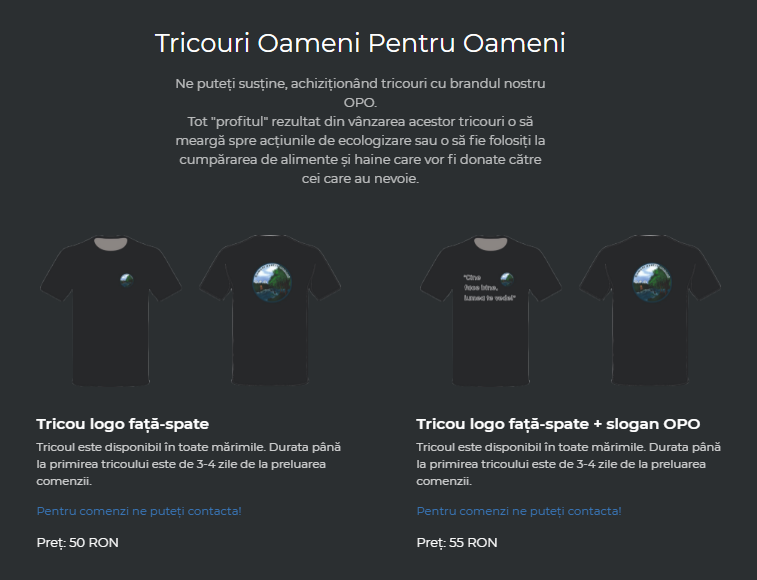 Tricouri Oameni Pentru Oameni
Ne puteți susține, achiziționând tricouri cu brandul nostru
OPO.
Tot "profitul" rezultat din vânzarea acestor tricouri o să
meargă spre acțiunile de ecologizare sau o să fie folosiți la
cumpărarea de alimente și haine care vor fi donate către
cei care au nevoie.
"Cine
face bine,
lumea te vede!"
Tricou logo față-spate
Tricoul este disponibil în toate mărimile. Durata până
la primirea tricoului este de 3-4 zile de la preluarea
comenzii.
Pentru comenzi ne puteți contacta!
Preț: 50 RON
Tricou logo față-spate + slogan OPO
Tricoul este disponibil în toate mărimile. Durata până
la primirea tricoului este de 3-4 zile de la preluarea
comenzii.
Pentru comenzi ne puteți contacta!
Preț: 55 RON